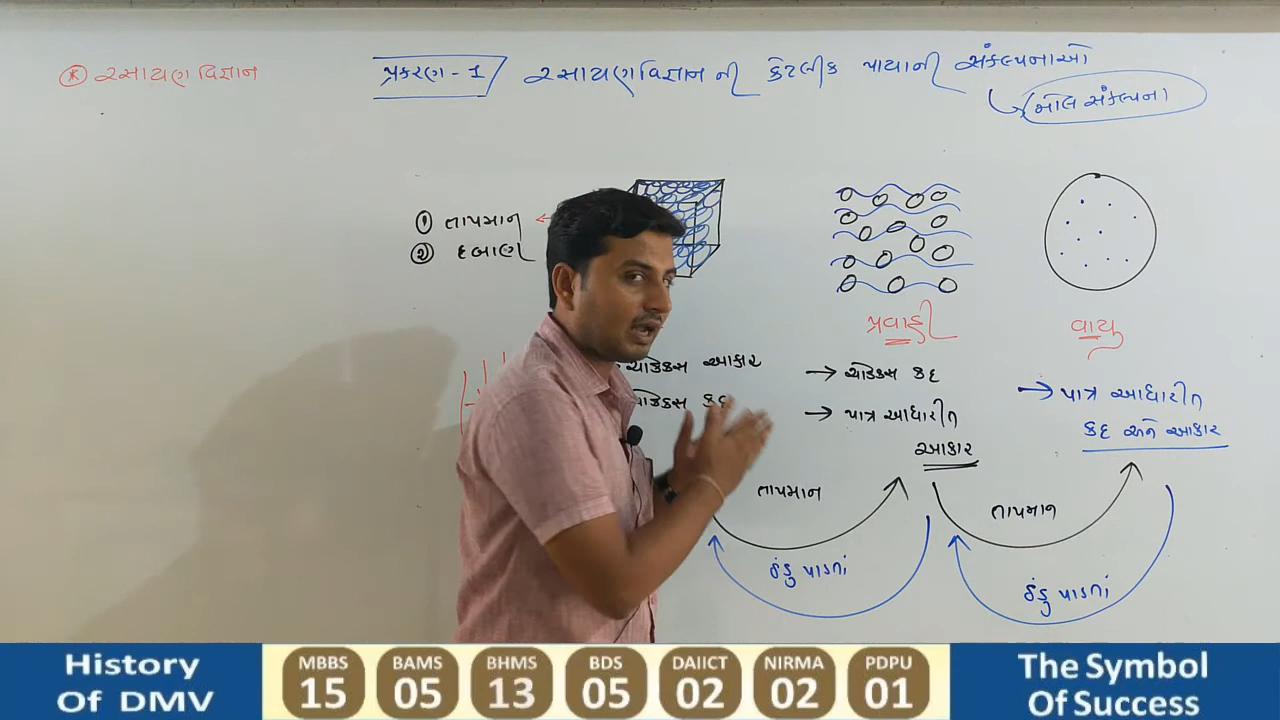 * રસાયણ વિજ્ઞાન
પ્રકરણ - 1 રસાયણવિજ્ઞાન ની કેટલીક પાયાની સંકલ્પનાઓ
મોલ સંકલ્પના
① તાપમાન
② દબાણ
પ્રવાહી
વાયુ
ચોક્કસ આકાર
ચોક્કસ કદ
→ ચોક્કસ કદ
→ પાત્ર આધારીત
આકાર
→ પાત્ર આધારીત
કદ અને આકાર
તાપમાન
તાપમાન
ઠંડુ પાડતાં
ઠંડુ પાડતાં
History
Of DMV
MBBS
15
BAMS
05
BHMS
13
BDS
05
DAIICT
02
NIRMA
02
PDPU
01
The Symbol
Of Success